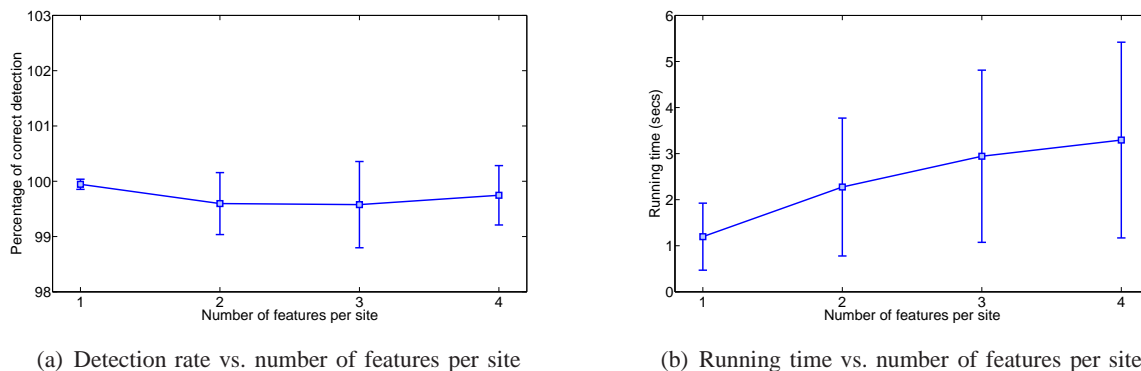 103
102
101
100
99
98
Percentage of correct detection
1 2 3 4
Number of features per site
(a) Detection rate vs. number of features per site
6
5
4
3
2
1
0
Running time (secs)
1 2 3 4
Number of features per site
(b) Running time vs. number of features per site